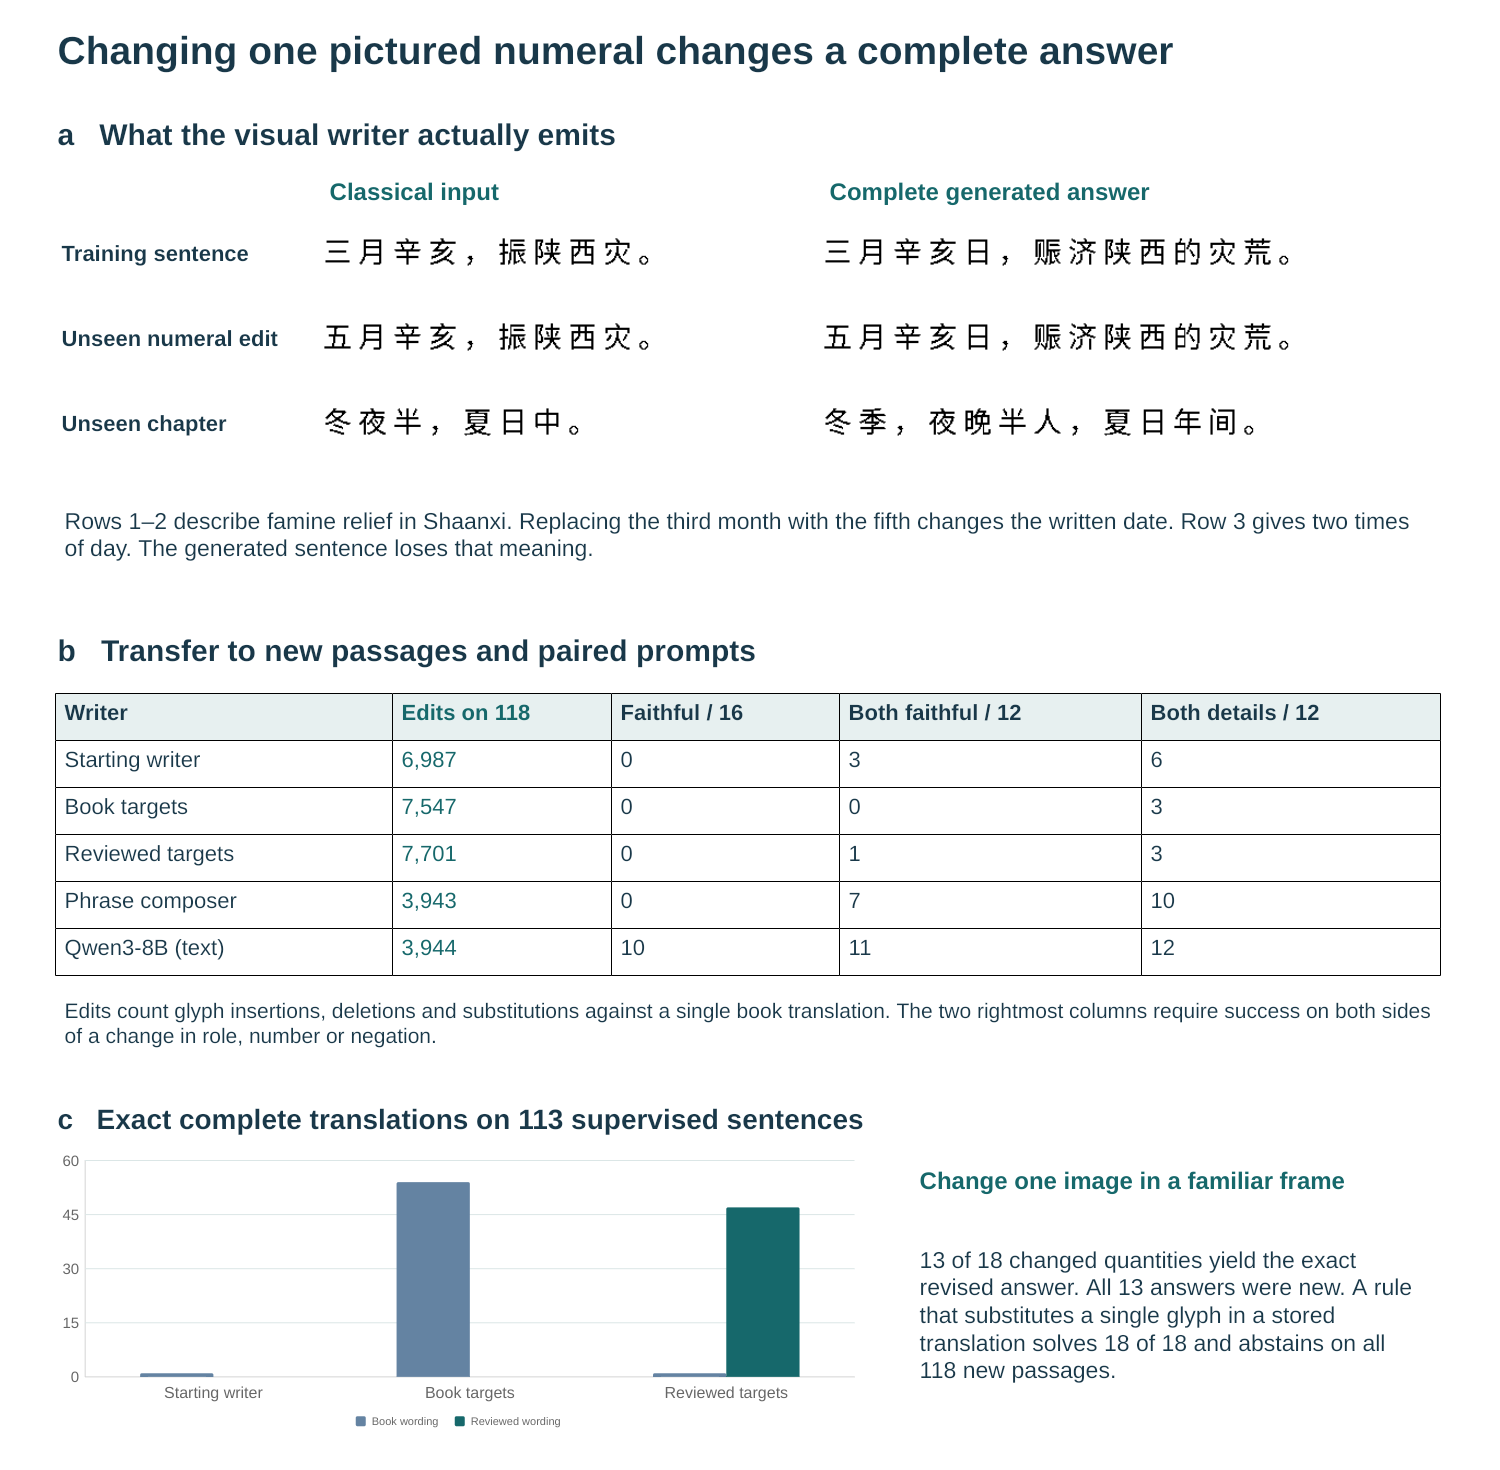 Changing one pictured numeral changes a complete answer
a What the visual writer actually emits
Classical input Complete generated answer
Training sentence 三月辛亥，振陕西灾。 三月辛亥日，赈济陕西的灾荒。
Unseen numeral edit 五月辛亥，振陕西灾。 五月辛亥日，赈济陕西的灾荒。
Unseen chapter 冬夜半，夏日中。 冬季，夜晚半人，夏日年间。
Rows 1–2 describe famine relief in Shaanxi. Replacing the third month with the fifth changes the written date. Row 3 gives two times
of day. The generated sentence loses that meaning.
b Transfer to new passages and paired prompts
Writer Edits on 118 Faithful / 16 Both faithful / 12 Both details / 12
Starting writer 6,987 0 3 6
Book targets 7,547 0 0 3
Reviewed targets 7,701 0 1 3
Phrase composer 3,943 0 7 10
Qwen3-8B (text) 3,944 10 11 12
Edits count glyph insertions, deletions and substitutions against a single book translation. The two rightmost columns require success on both sides
of a change in role, number or negation.
c Exact complete translations on 113 supervised sentences
60
45
30
15
0
Starting writer Book targets Reviewed targets
Book wording Reviewed wording
Change one image in a familiar frame
13 of 18 changed quantities yield the exact
revised answer. All 13 answers were new. A rule
that substitutes a single glyph in a stored
translation solves 18 of 18 and abstains on all
118 new passages.